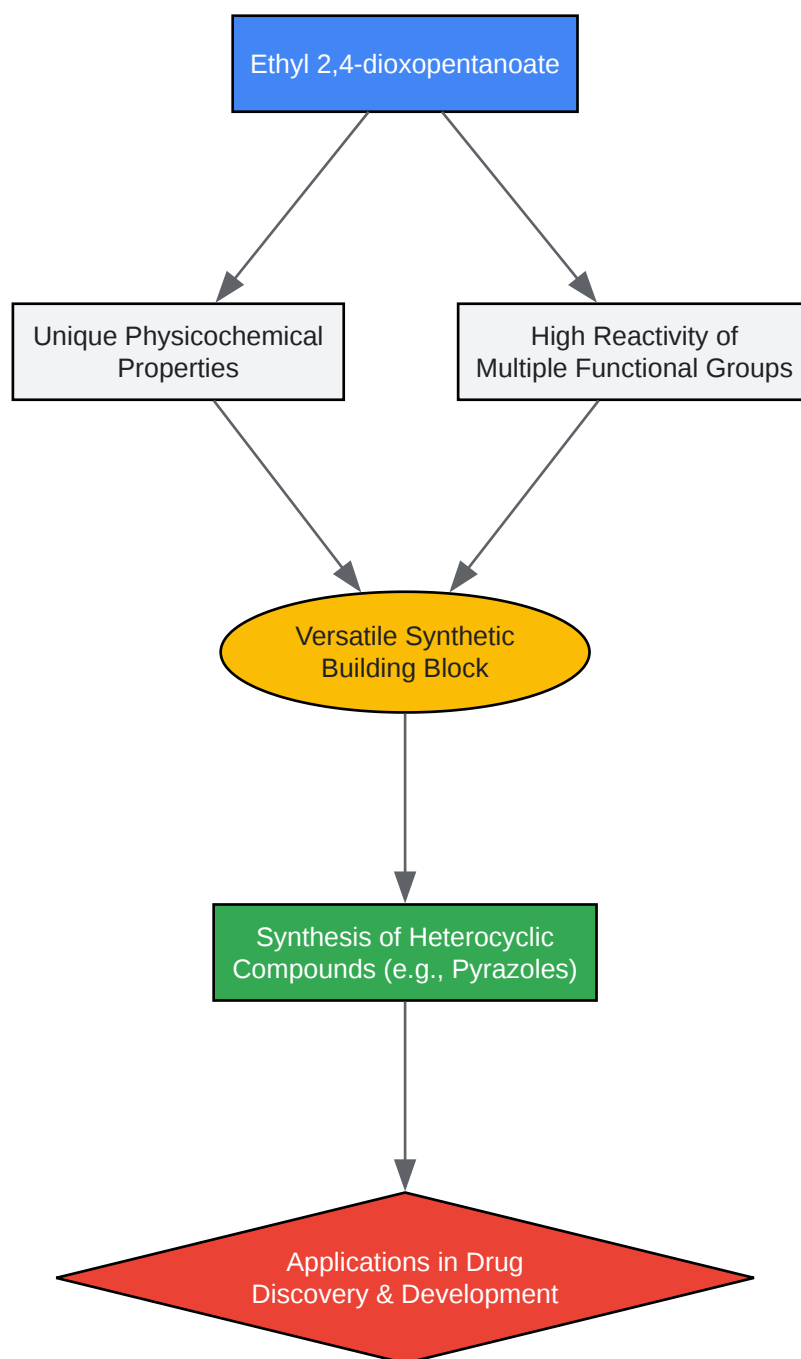 Ethyl 2,4-dioxopentanoate
Unique Physicochemical
Properties
High Reactivity of
Multiple Functional Groups
Versatile Synthetic
Building Block
Synthesis of Heterocyclic
Compounds (e.g., Pyrazoles)
Applications in Drug
Discovery & Development